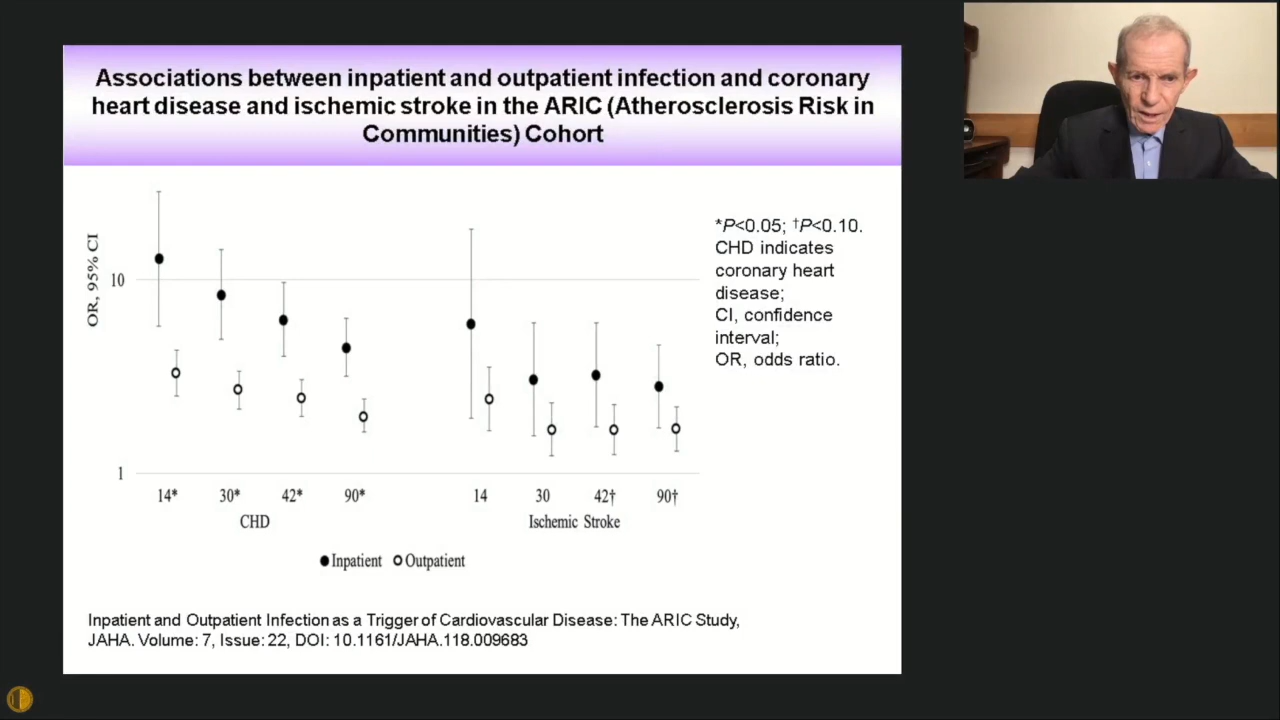 Associations between inpatient and outpatient infection and coronary
heart disease and ischemic stroke in the ARIC (Atherosclerosis Risk in
Communities) Cohort
OR, 95% CI
10
1
14* 30* 42* 90* 14 30 42† 90†
CHD Ischemic Stroke
Inpatient Outpatient
*P<0.05; †P<0.10.
CHD indicates
coronary heart
disease;
CI, confidence
interval;
OR, odds ratio.
Inpatient and Outpatient Infection as a Trigger of Cardiovascular Disease: The ARIC Study,
JAHA. Volume: 7, Issue: 22, DOI: 10.1161/JAHA.118.009683